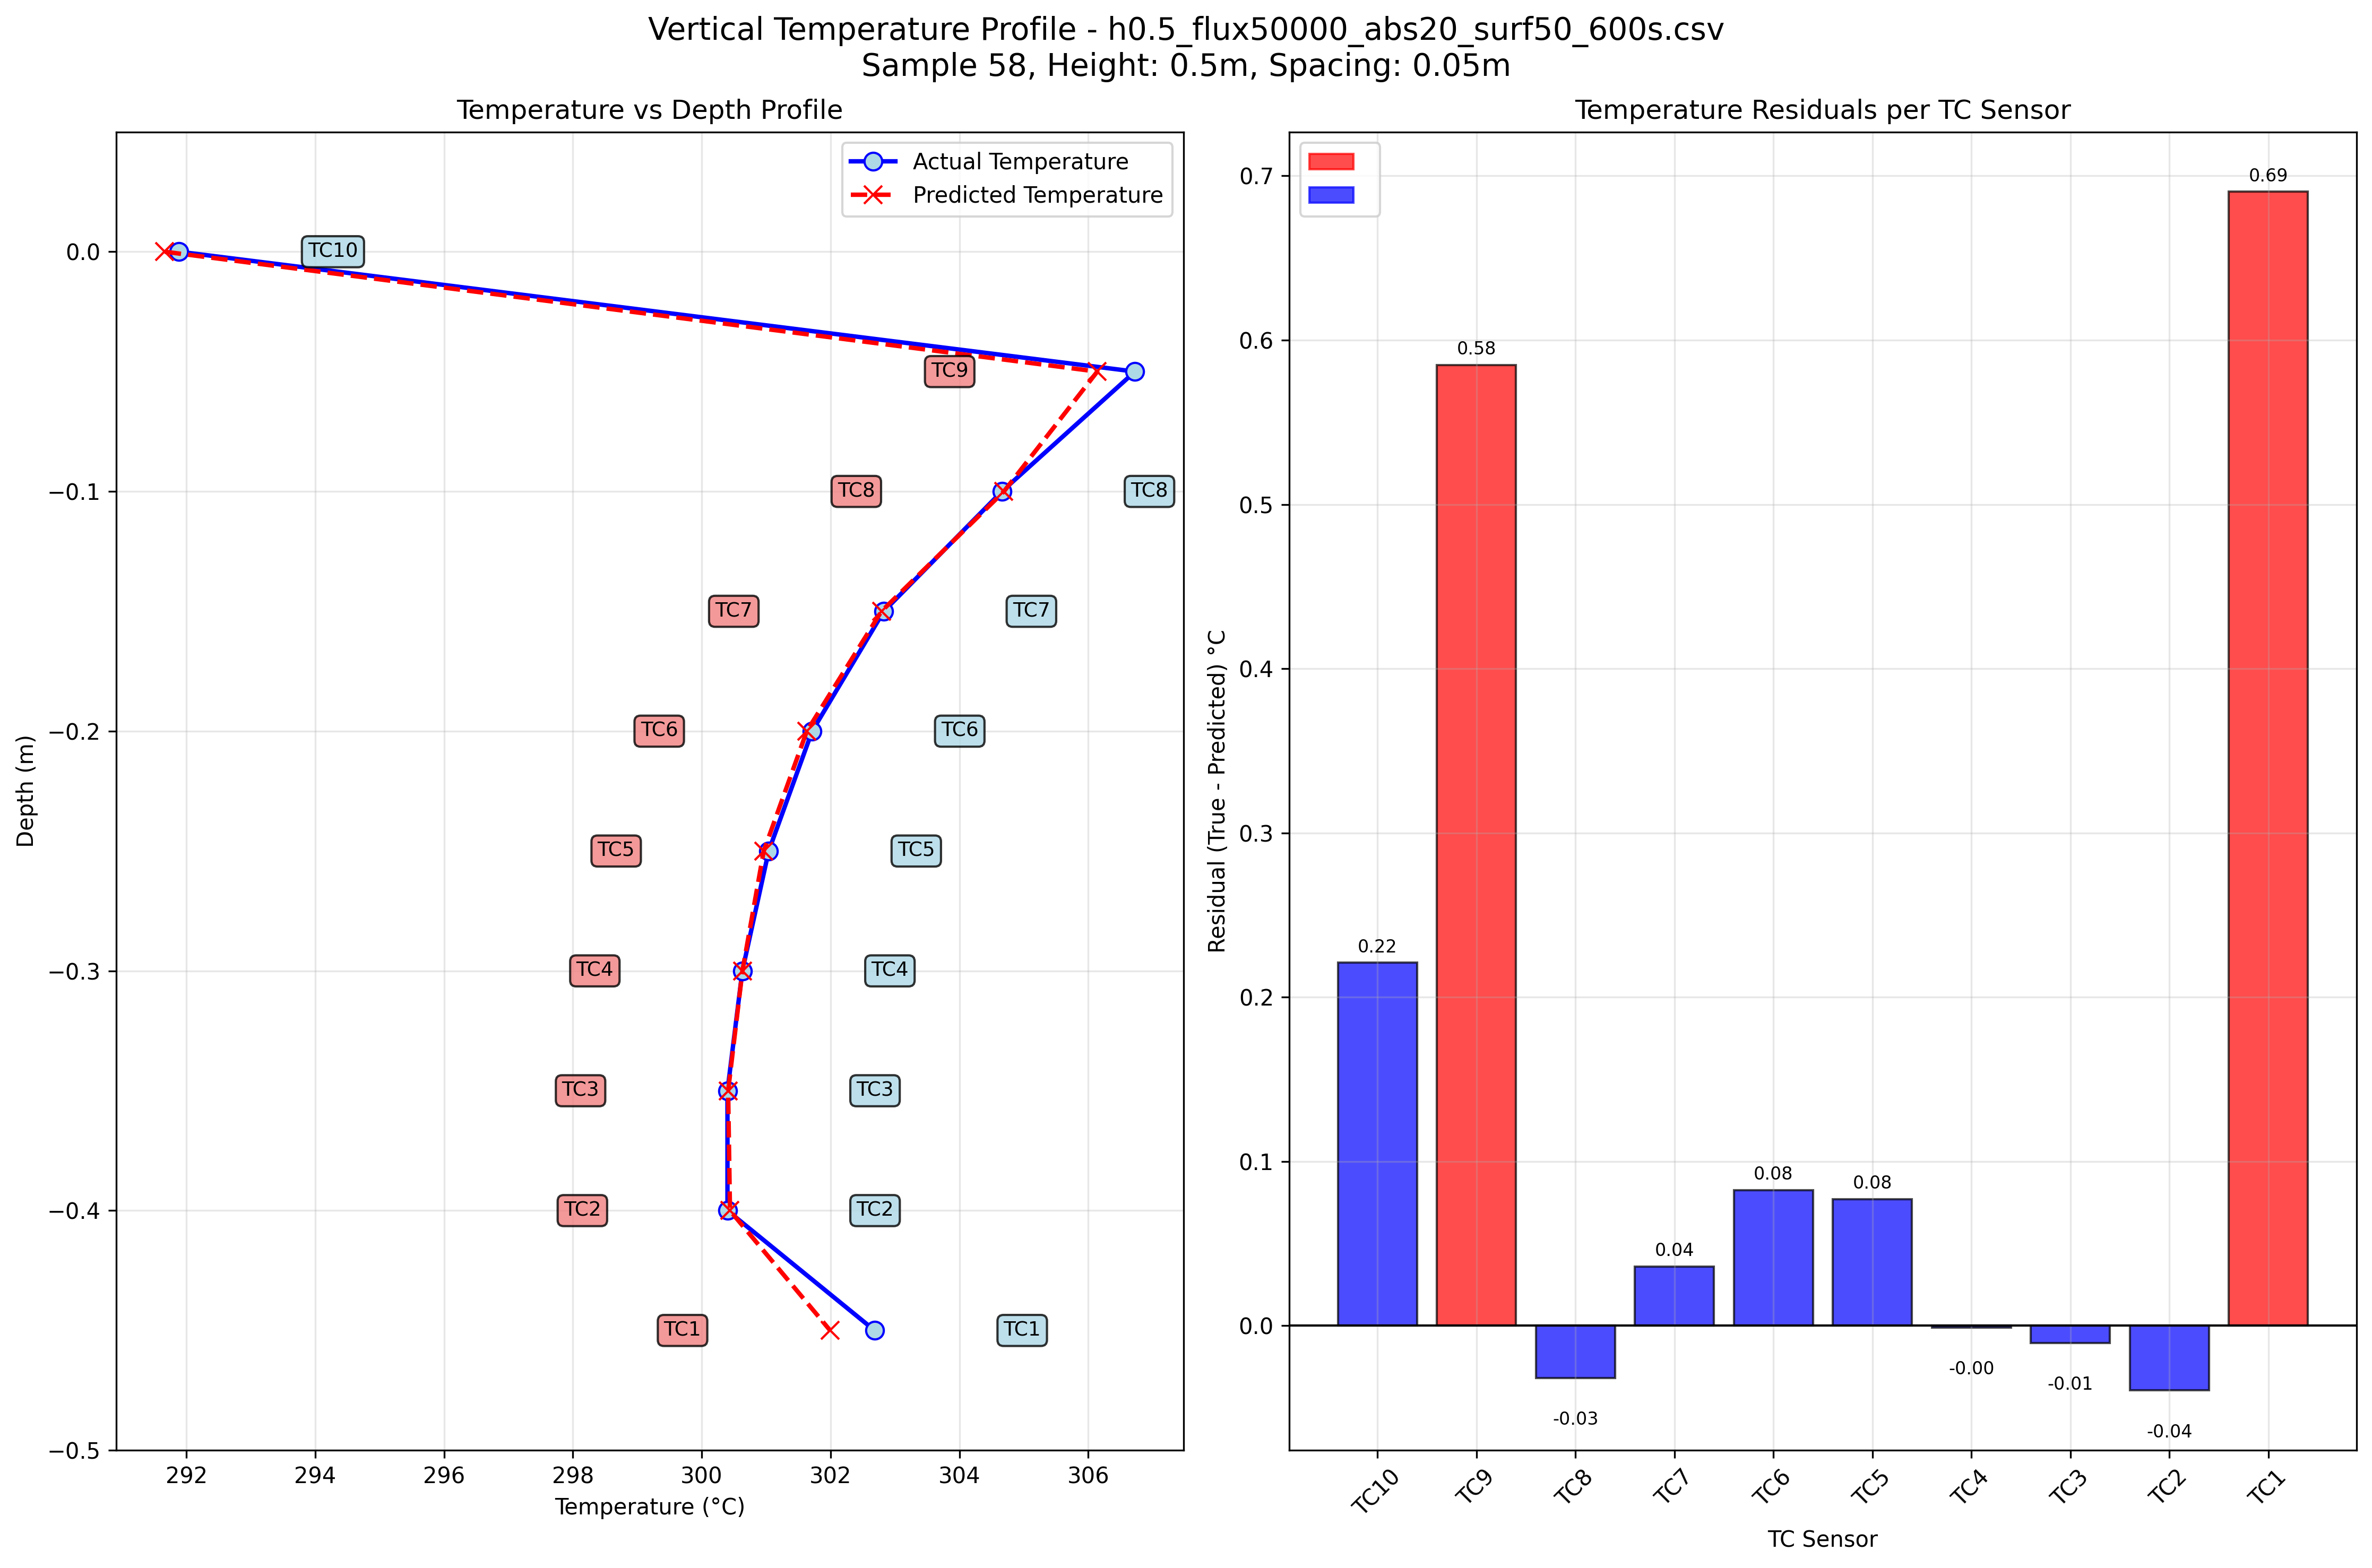 Vertical Temperature Profile - h0.5_flux50000_abs20_surf50_600s.csv
Sample 58, Height: 0.5m, Spacing: 0.05m
Temperature vs Depth Profile
Actual Temperature
Predicted Temperature
TC10
TC9
TC8
TC8
TC7
TC7
TC6
TC6
TC5
TC5
TC4
TC4
TC3
TC3
TC2
TC2
TC1
TC1
0.0
−0.1
−0.2
−0.3
−0.4
−0.5
Depth (m)
292 294 296 298 300 302 304 306
Temperature (°C)
Temperature Residuals per TC Sensor
0.7
0.6
0.5
0.4
0.3
0.2
0.1
0.0
Residual (True - Predicted) °C
0.22
0.58
-0.03
0.04
0.08
0.08
-0.00
-0.01
-0.04
0.69
TC10 TC9 TC8 TC7 TC6 TC5 TC4 TC3 TC2 TC1
TC Sensor